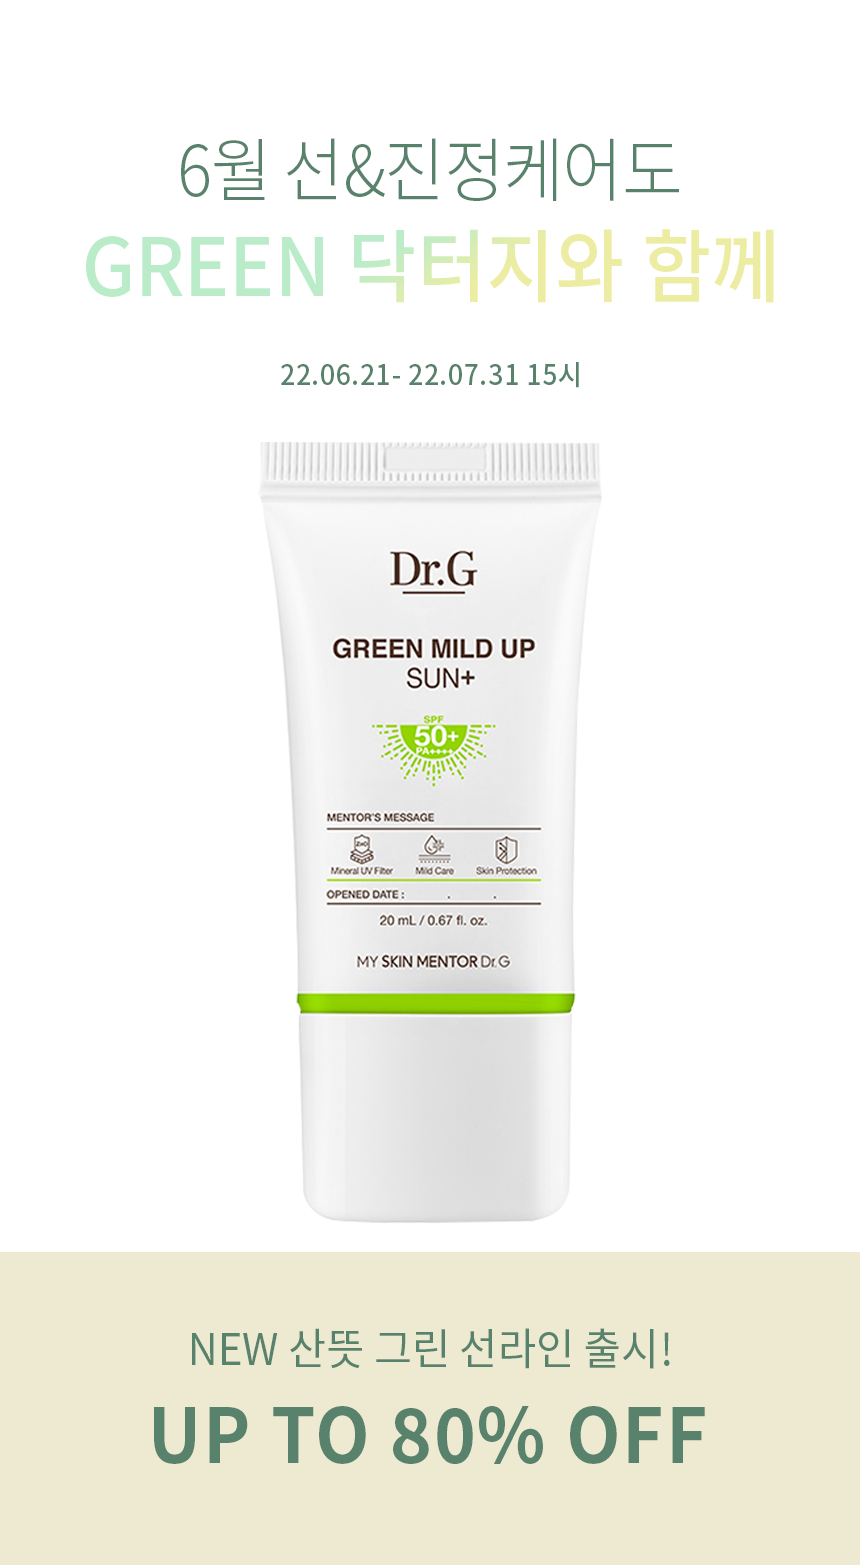 6월 선&진정케어도
GREEN 닥터지와 함께
22.06.21- 22.07.31 15시
Dr.G
GREEN MILD UP
SUN+
SPF
50+
PA++++
MENTOR'S MESSAGE
ZnO
Mineral UV Filter Mild Care Skin Protection
OPENED DATE : . .
20 mL / 0.67 fl. oz.
MY SKIN MENTOR Dr.G
NEW 산뜻 그린 선라인 출시!
UP TO 80% OFF